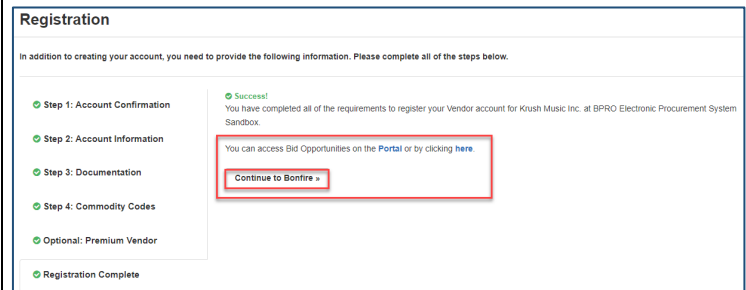 Registration
In addition to creating your account, you need to provide the following information. Please complete all of the steps below.
Step 1: Account Confirmation
Step 2: Account Information
Step 3: Documentation
Step 4: Commodity Codes
Optional: Premium Vendor
Registration Complete
Success!
You have completed all of the requirements to register your Vendor account for Krush Music Inc. at BPRO Electronic Procurement System
Sandbox.
You can access Bid Opportunities on the Portal or by clicking here.
Continue to Bonfire »